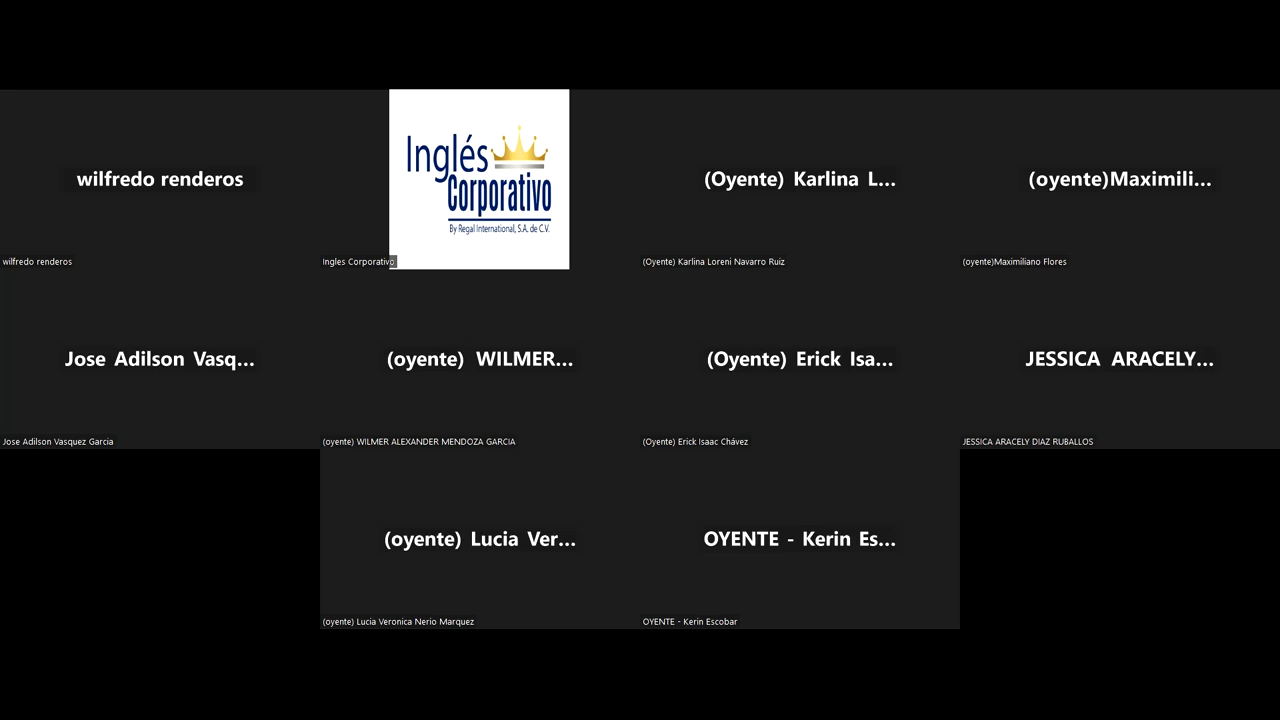 wilfredo renderos
Inglés
Corporativo
By Regal International, S.A. de C.V.
(Oyente) Karlina L...
(oyente)Maximili...
wilfredo renderos
Ingles Corporativo
(Oyente) Karlina Loreni Navarro Ruiz
(oyente)Maximiliano Flores
Jose Adilson Vasq...
(oyente) WILMER...
(Oyente) Erick Isa...
JESSICA ARACELY...
Jose Adilson Vasquez Garcia
(oyente) WILMER ALEXANDER MENDOZA GARCIA
(Oyente) Erick Isaac Chávez
JESSICA ARACELY DIAZ RUBALLOS
(oyente) Lucia Ver...
OYENTE - Kerin Es...
(oyente) Lucia Veronica Nerio Marquez
OYENTE - Kerin Escobar